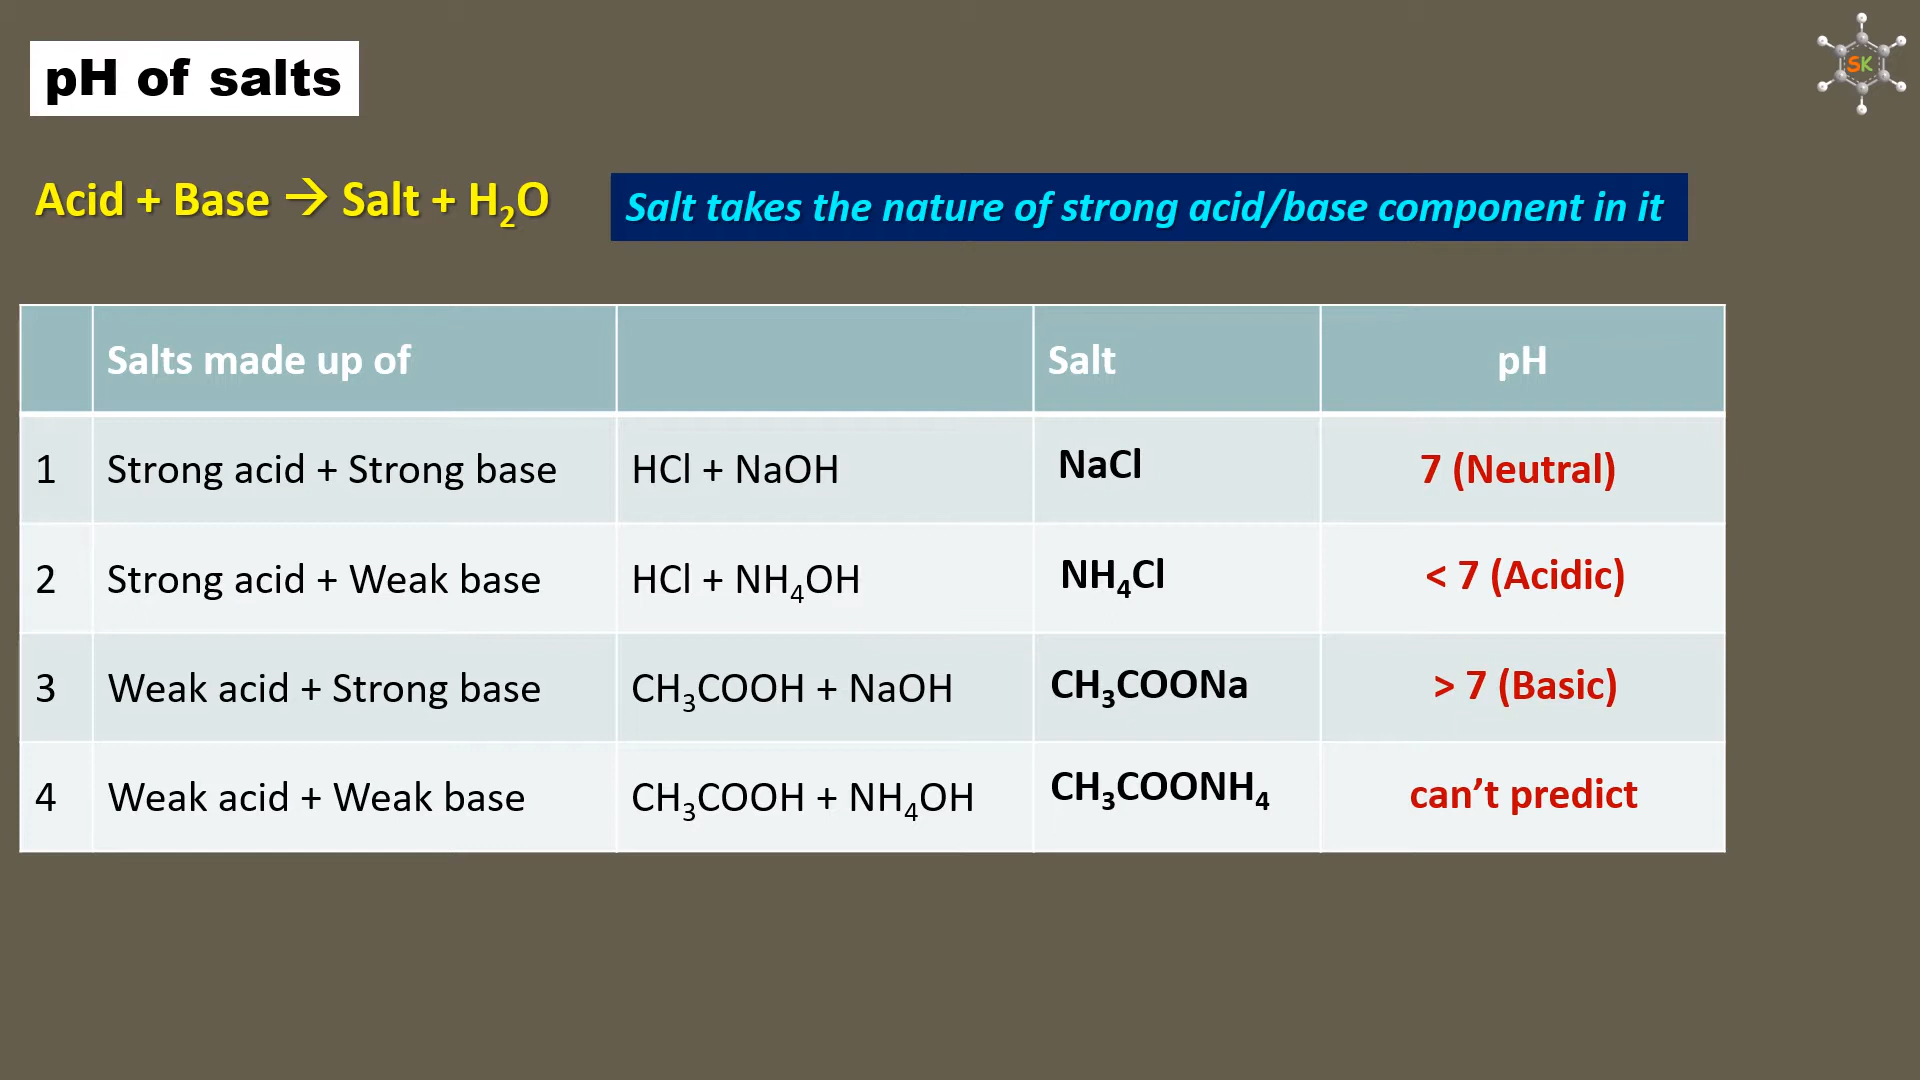 pH of salts
SK
Acid + Base → Salt + H₂O
Salt takes the nature of strong acid/base component in it
Salts made up of Salt pH
1 Strong acid + Strong base HCl + NaOH NaCl 7 (Neutral)
2 Strong acid + Weak base HCl + NH₄OH NH₄Cl < 7 (Acidic)
3 Weak acid + Strong base CH₃COOH + NaOH CH₃COONa > 7 (Basic)
4 Weak acid + Weak base CH₃COOH + NH₄OH CH₃COONH₄ can’t predict